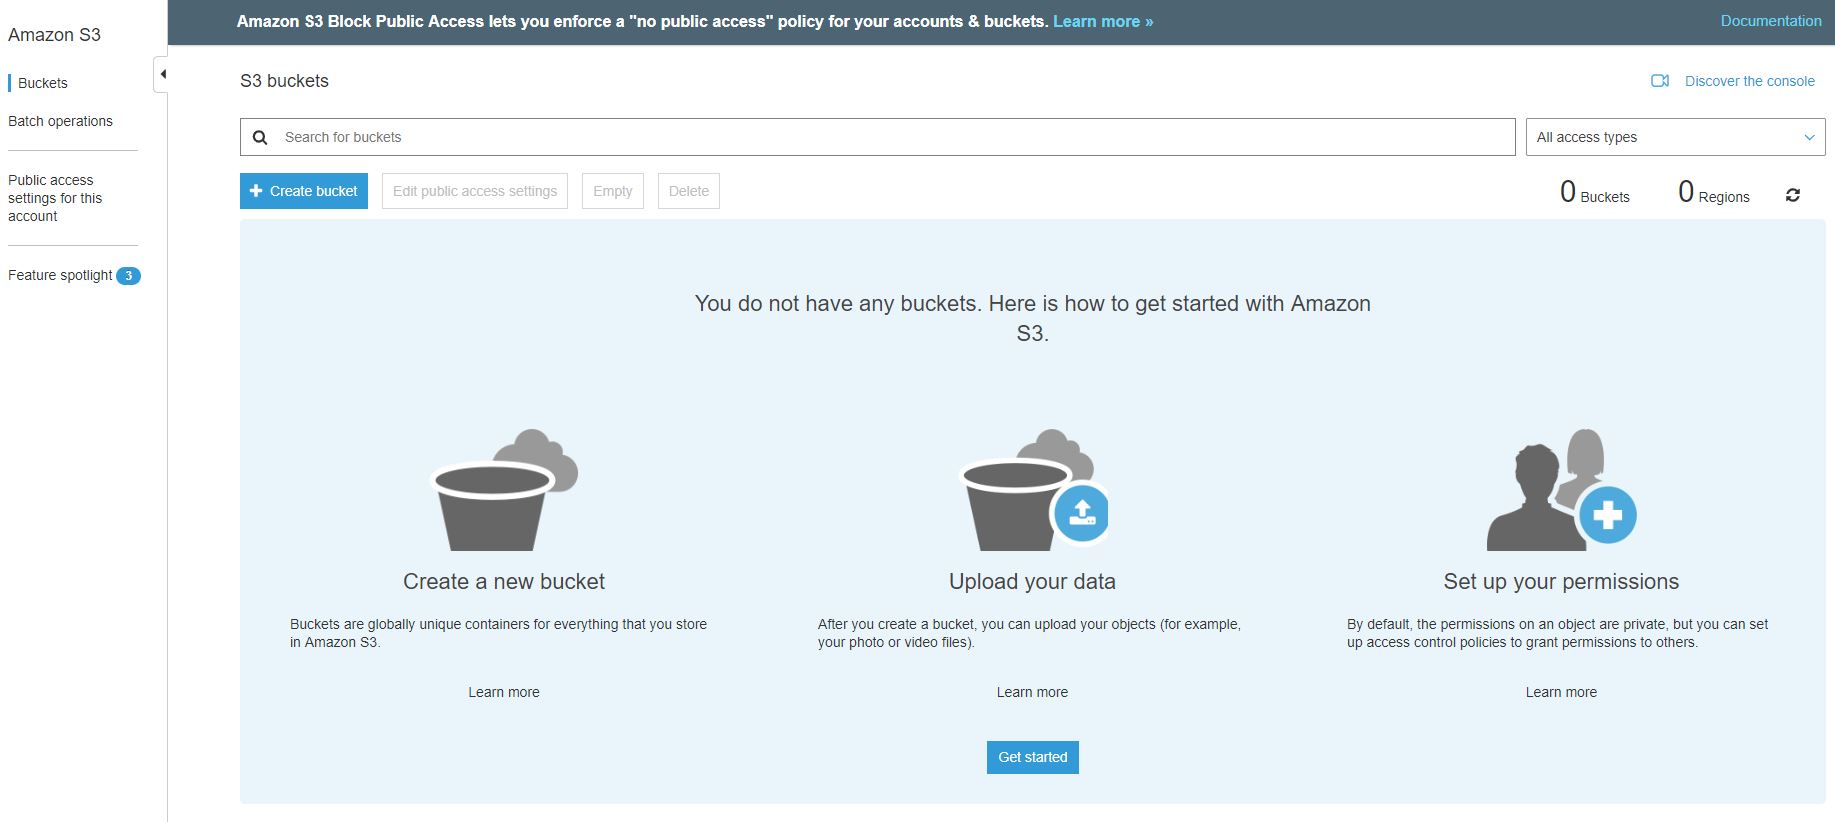 Amazon S3
Buckets
Batch operations
Public access
settings for this
account
Feature spotlight 3
Amazon S3 Block Public Access lets you enforce a "no public access" policy for your accounts & buckets. Learn more »
Documentation
S3 buckets
Discover the console
Search for buckets
All access types
Create bucket
Edit public access settings
Empty
Delete
0 Buckets
0 Regions
You do not have any buckets. Here is how to get started with Amazon
S3.
Create a new bucket
Buckets are globally unique containers for everything that you store
in Amazon S3.
Learn more
Upload your data
After you create a bucket, you can upload your objects (for example,
your photo or video files).
Learn more
Set up your permissions
By default, the permissions on an object are private, but you can set
up access control policies to grant permissions to others.
Learn more
Get started